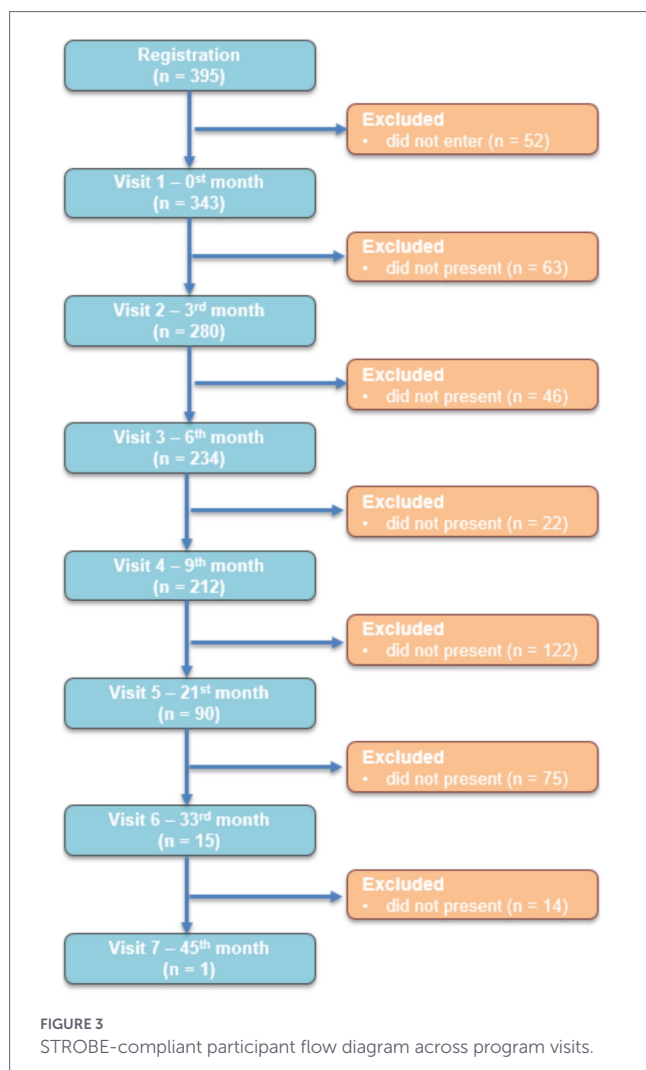 Registration
(n = 395)
Excluded
• did not enter (n = 52)
Visit 1 – 0st month
(n = 343)
Excluded
• did not present (n = 63)
Visit 2 – 3rd month
(n = 280)
Excluded
• did not present (n = 46)
Visit 3 – 6th month
(n = 234)
Excluded
• did not present (n = 22)
Visit 4 – 9th month
(n = 212)
Excluded
• did not present (n = 122)
Visit 5 – 21st month
(n = 90)
Excluded
• did not present (n = 75)
Visit 6 – 33rd month
(n = 15)
Excluded
• did not present (n = 14)
Visit 7 – 45th month
(n = 1)
FIGURE 3
STROBE-compliant participant flow diagram across program visits.